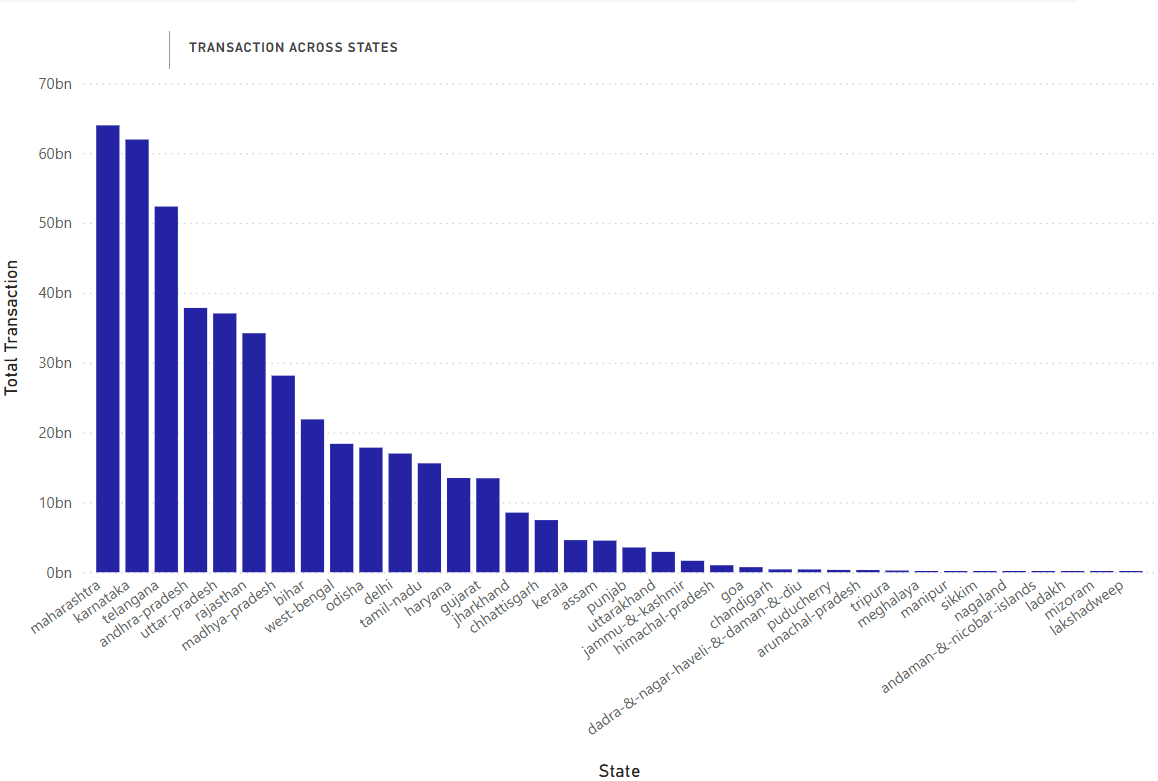 TRANSACTION ACROSS STATES
70bn
60bn
50bn
40bn
30bn
20bn
10bn
0bn
Total Transaction
maharashtra
karnataka
telangana
andhra-pradesh
uttar-pradesh
rajasthan
madhya-pradesh
bihar
west-bengal
odisha
delhi
tamil-nadu
haryana
gujarat
jharkhand
chhattisgarh
kerala
assam
punjab
uttarakhand
jammu-&-kashmir
himachal-pradesh
goa
chandigarh
dadra-&-nagar-haveli-&-daman-&-diu
puducherry
arunachal-pradesh
tripura
meghalaya
manipur
sikkim
nagaland
andaman-&-nicobar-islands
ladakh
mizoram
lakshadweep
State